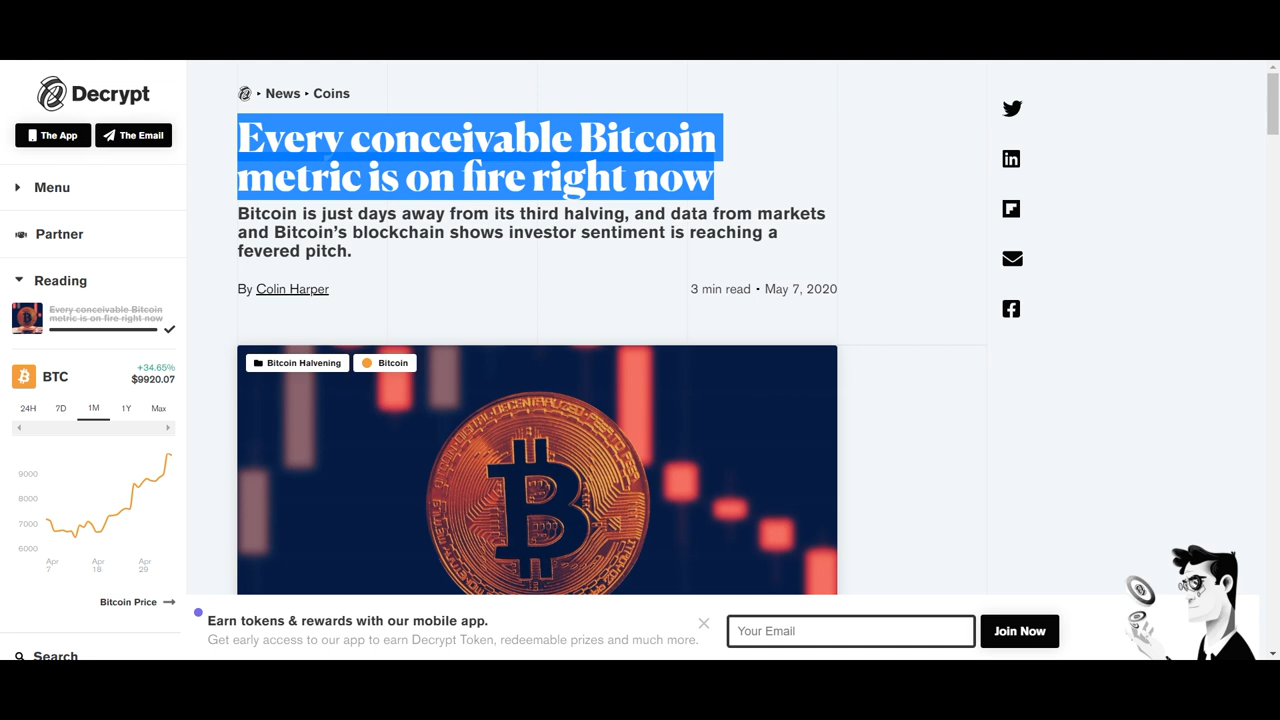 Decrypt
The App
The Email
Menu
Partner
Reading
Every conceivable Bitcoin
metric is on fire right now
BTC
+34.65%
$9920.07
24H 7D 1M 1Y Max
9000
8000
7000
6000
Apr 7
Apr 18
Apr 29
Bitcoin Price
Search
News ‣ Coins
Every conceivable Bitcoin
metric is on fire right now
Bitcoin is just days away from its third halving, and data from markets
and Bitcoin’s blockchain shows investor sentiment is reaching a
fevered pitch.
By Colin Harper
3 min read • May 7, 2020
Bitcoin Halvening
Bitcoin
Earn tokens & rewards with our mobile app.
Get early access to our app to earn Decrypt Token, redeemable prizes and much more.
Your Email
Join Now